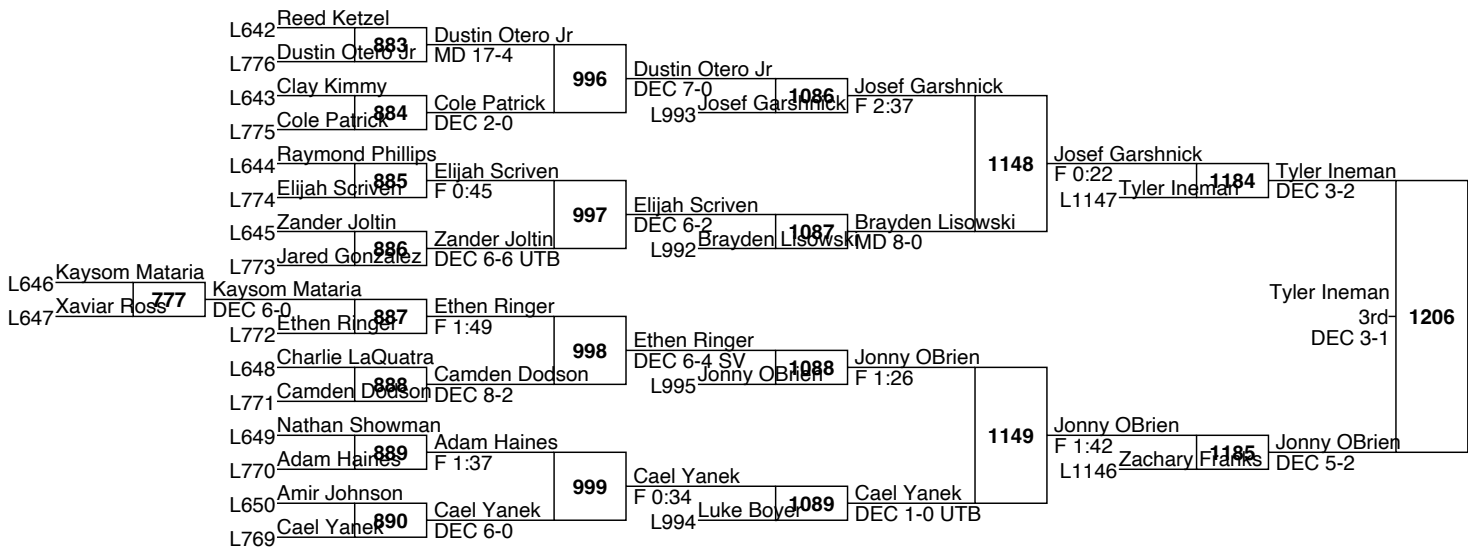 L642 Reed Ketzel
883
L776 Dustin Otero Jr
Dustin Otero Jr
MD 17-4
L643 Clay Kimmy
884
L775 Cole Patrick
Cole Patrick
DEC 2-0
L644 Raymond Phillips
885
L774 Elijah Scriven
Elijah Scriven
F 0:45
L645 Zander Joltin
886
L773 Jared Gonzalez
Zander Joltin
DEC 6-6 UTB
L646 Kaysom Mataria
777
L647 Xaviar Ross
Kaysom Mataria
DEC 6-0
887
L772 Ethen Ringer
Ethen Ringer
F 1:49
L648 Charlie LaQuatra
888
L771 Camden Dodson
Camden Dodson
DEC 8-2
L649 Nathan Showman
889
L770 Adam Haines
Adam Haines
F 1:37
L650 Amir Johnson
890
L769 Cael Yanek
Cael Yanek
DEC 6-0
996
Dustin Otero Jr
DEC 7-0
1086
L993 Josef Garshnick
Josef Garshnick
F 2:37
997
Elijah Scriven
DEC 6-2
1087
L992 Brayden Lisowski
Brayden Lisowski
MD 8-0
998
Ethen Ringer
DEC 6-4 SV
1088
L995 Jonny OBrien
Jonny OBrien
F 1:26
999
Cael Yanek
F 0:34
1089
L994 Luke Boyer
Cael Yanek
DEC 1-0 UTB
1148
Josef Garshnick
F 0:22
1184
L1147 Tyler Ineman
Tyler Ineman
DEC 3-2
1149
Jonny OBrien
F 1:42
1185
L1146 Zachary Franks
Jonny OBrien
DEC 5-2
1206
Tyler Ineman
3rd
DEC 3-1